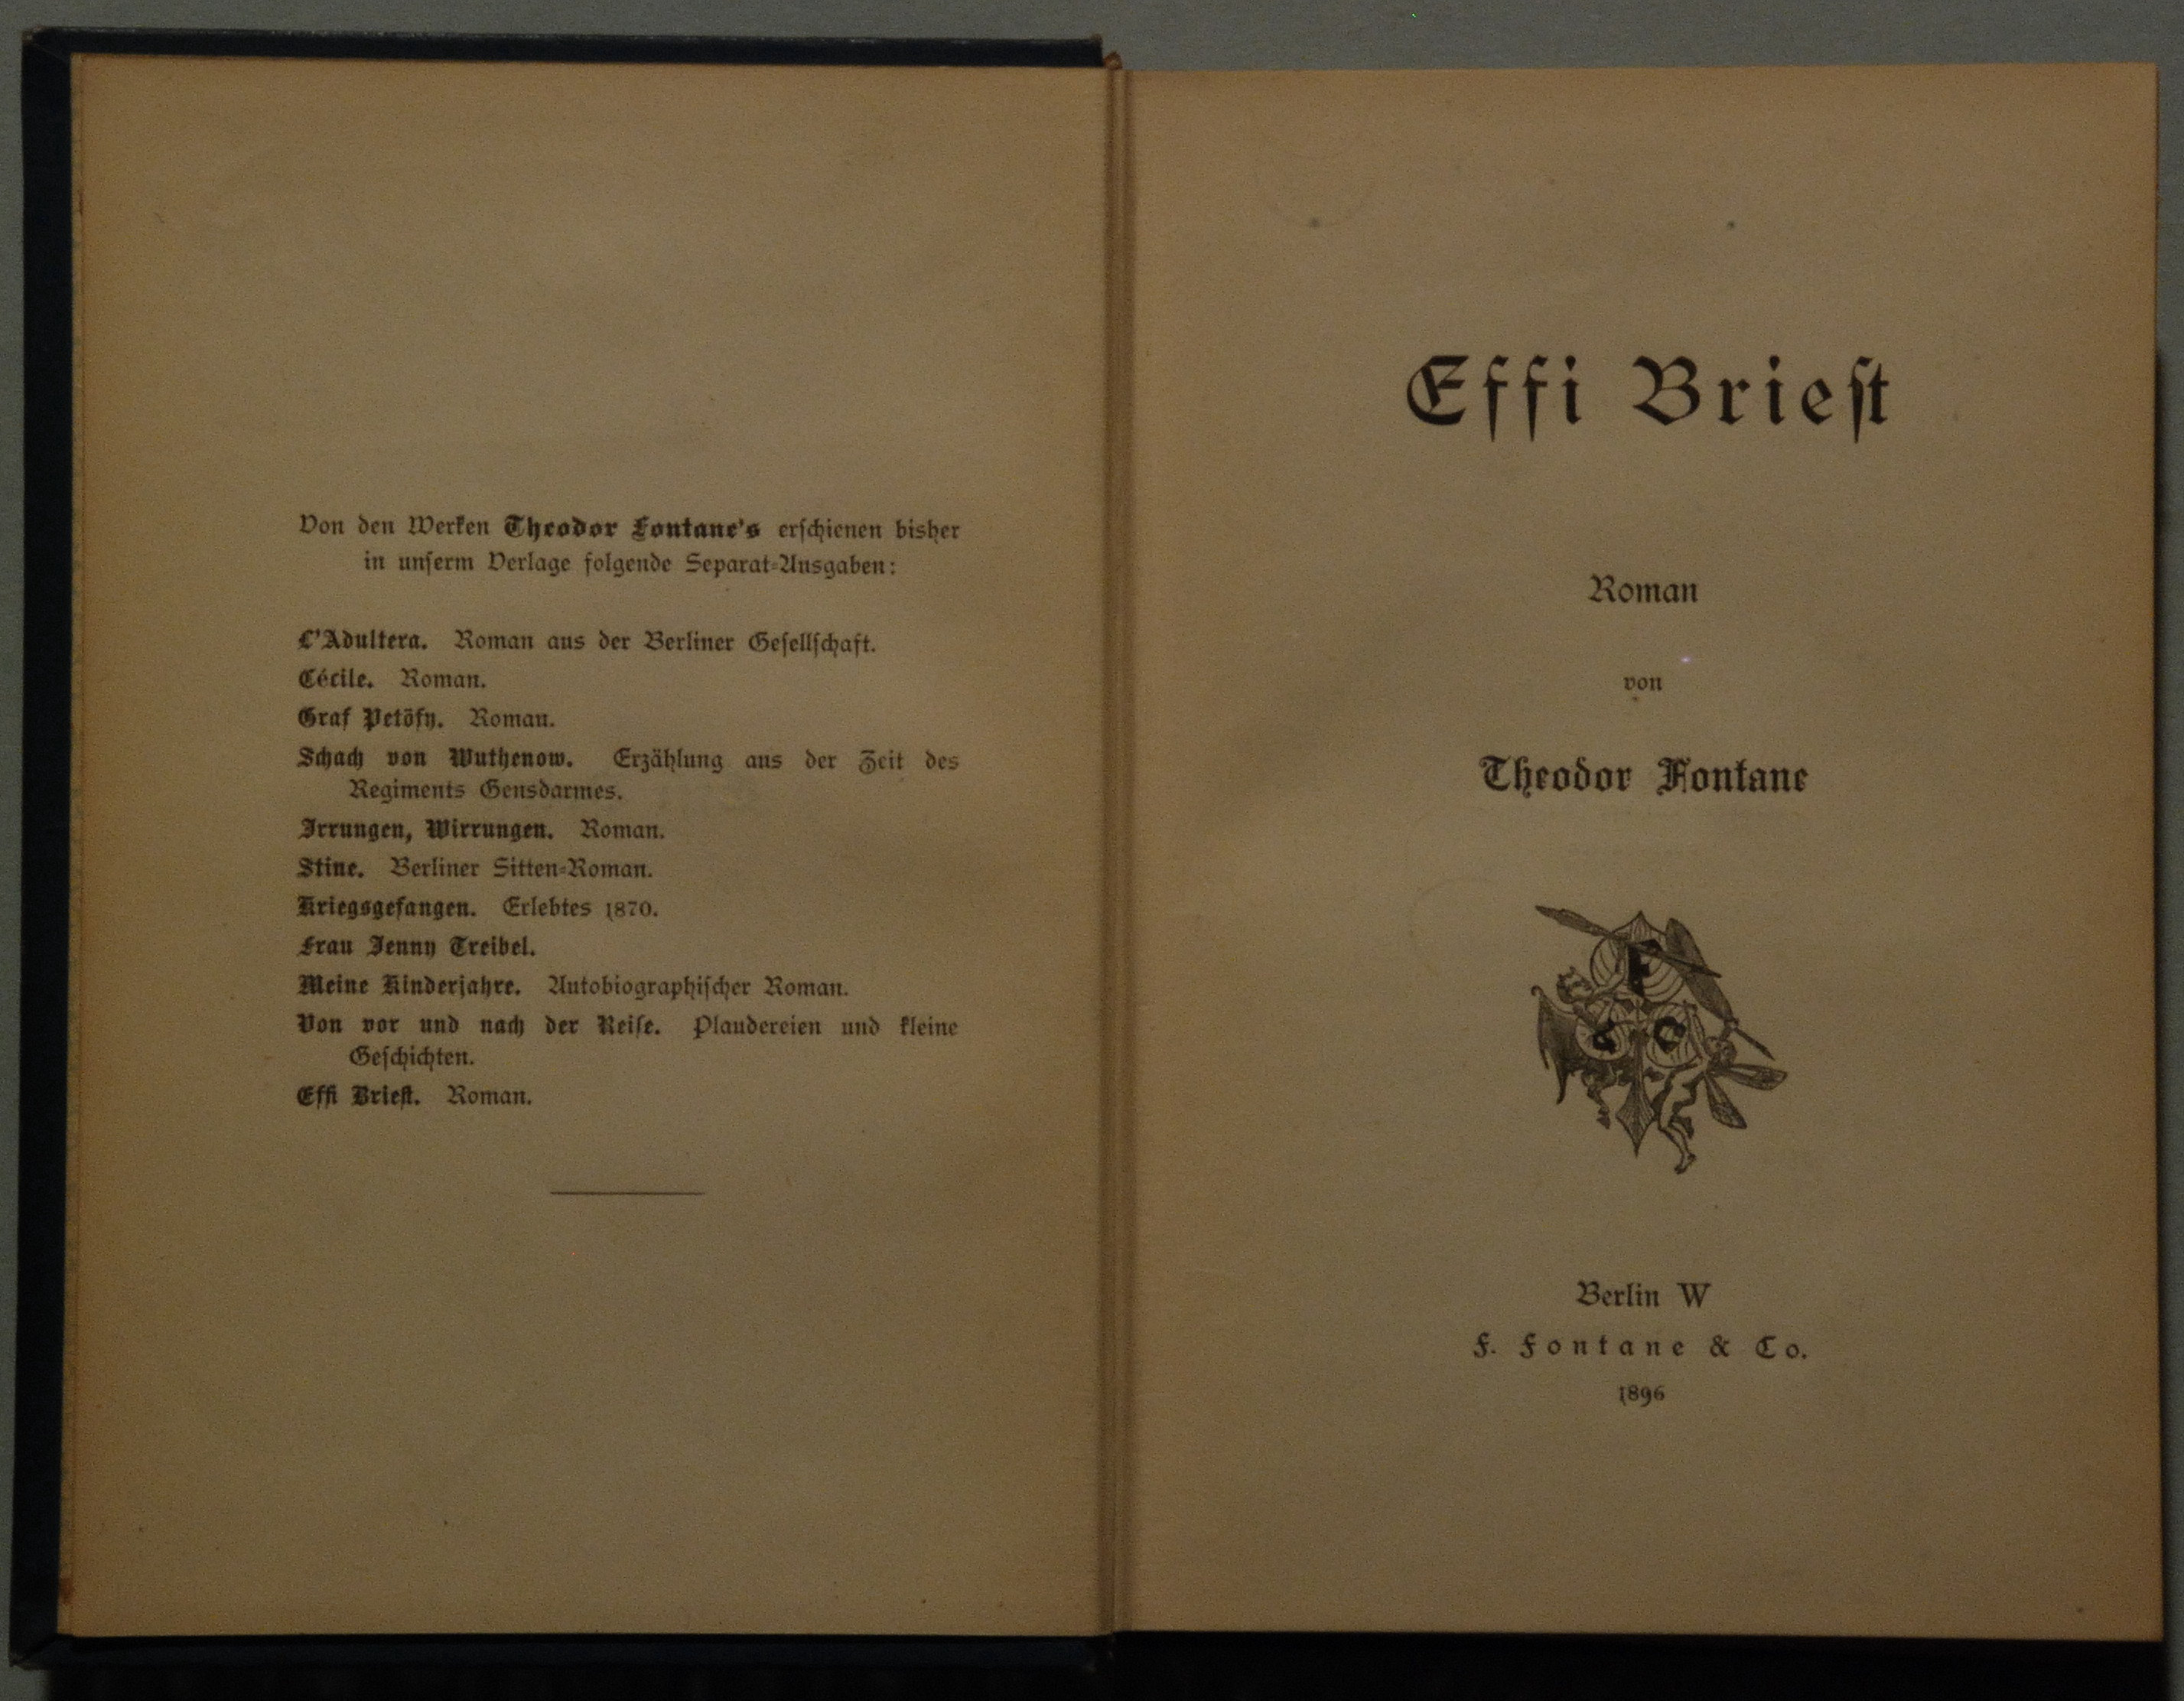 Von den Werken Theodor Fontane's erſchienen bisher
in unſerm Verlage folgende Separat-Ausgaben:
L'Adultera. Roman aus der Berliner Geſellſchaft.
Cécile. Roman.
Graf Petöfy. Roman.
Schach von Wuthenow. Erzählung aus der Zeit des
Regiments Gensdarmes.
Irrungen, Wirrungen. Roman.
Stine. Berliner Sitten-Roman.
Kriegsgefangen. Erlebtes 1870.
Frau Jenny Treibel.
Meine Kinderjahre. Autobiographiſcher Roman.
Von vor und nach der Reiſe. Plaudereien und kleine
Geſchichten.
Effi Brieſt. Roman.
Effi Brieſt
Roman
von
Theodor Fontane
F
F C
Berlin W
F. Fontane & Co.
1896